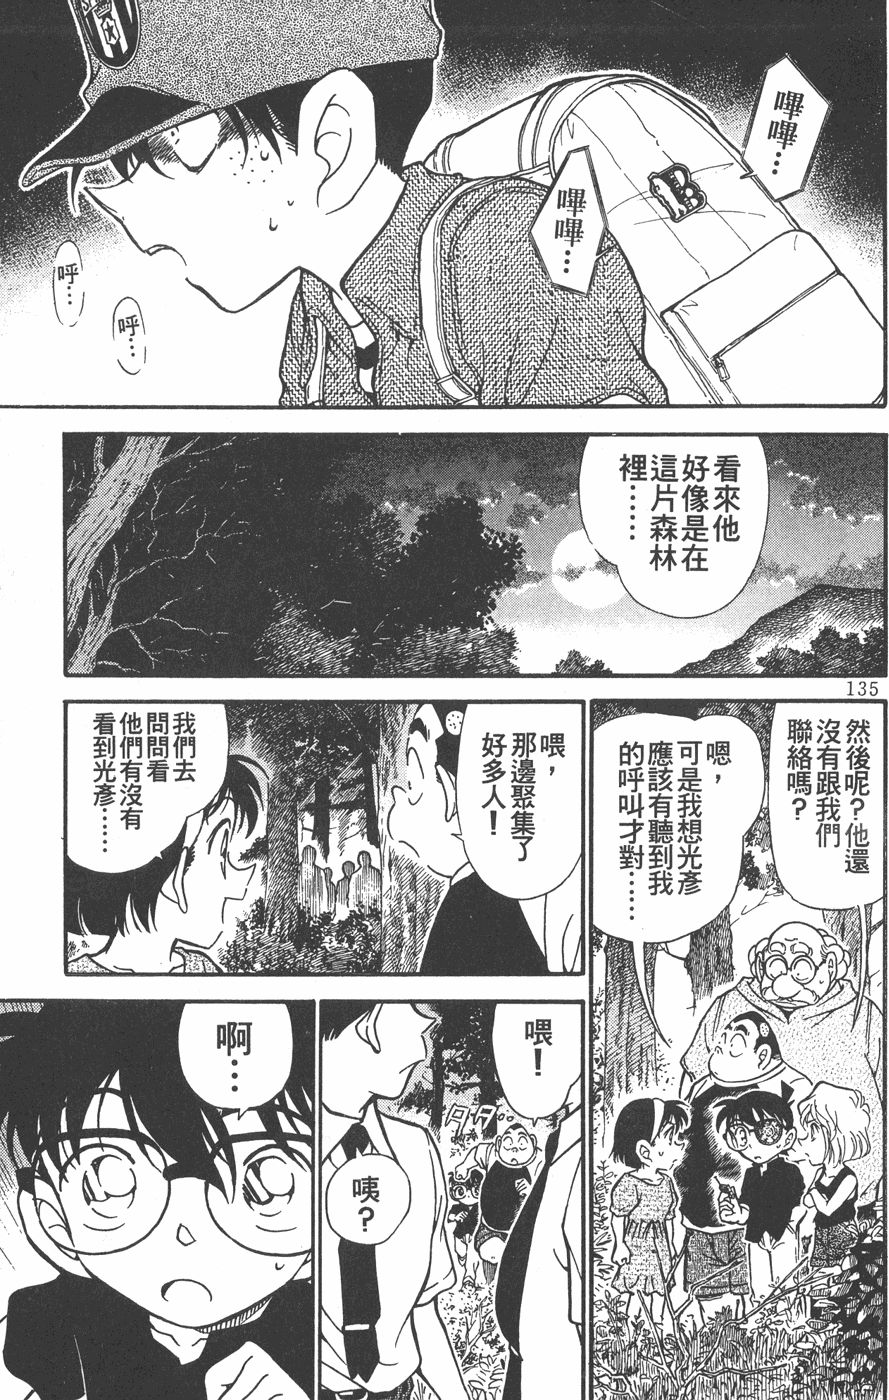 嗶
嗶
…
嗶
嗶
…
呼
…
呼
…
B
看來他
好像是在
這片森林
裡……
135
然後呢？他還
沒有跟我們
聯絡嗎？
嗯，
可是我想光彥
應該有聽到我
的呼叫才對……
喂，
那邊聚集了
好多人！
我們去
問問看
他們有沒有
看到光彥……
喂！
咦？
啊…